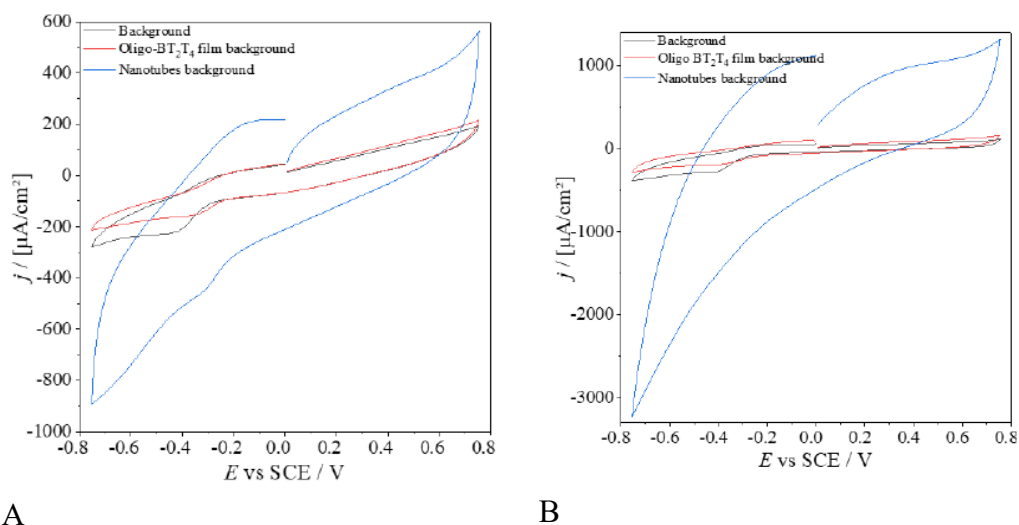 600
Background
Oligo-BT₂T₄ film background
Nanotubes background
400
200
0
-200
-400
-600
-800
-1000
j / [μA/cm²]
-0.8 -0.6 -0.4 -0.2 0.0 0.2 0.4 0.6 0.8
E vs SCE / V
A
Background
Oligo BT₂T₄ film background
Nanotubes background
1000
0
-1000
-2000
-3000
j / [μA/cm²]
-0.8 -0.6 -0.4 -0.2 0.0 0.2 0.4 0.6 0.8
E vs SCE / V
B